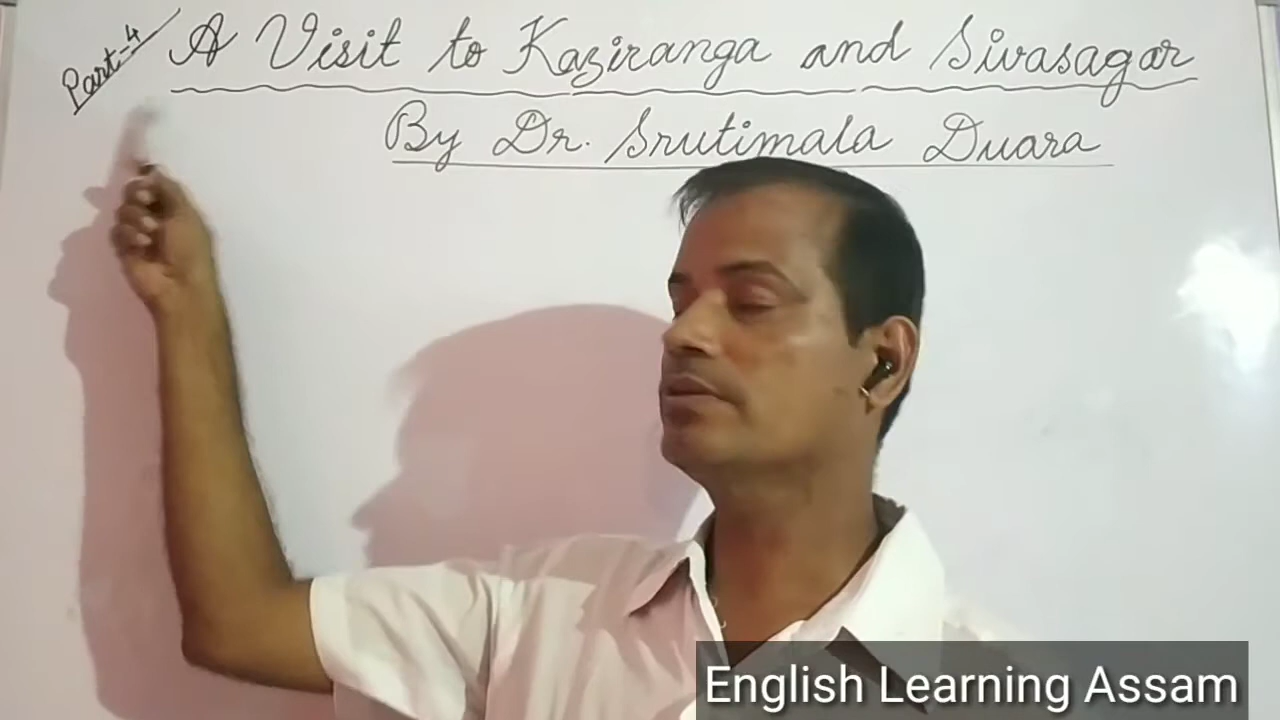 Part-4
A Visit to Kaziranga and Sivasagar
By Dr. Srutimala Duara
English Learning Assam